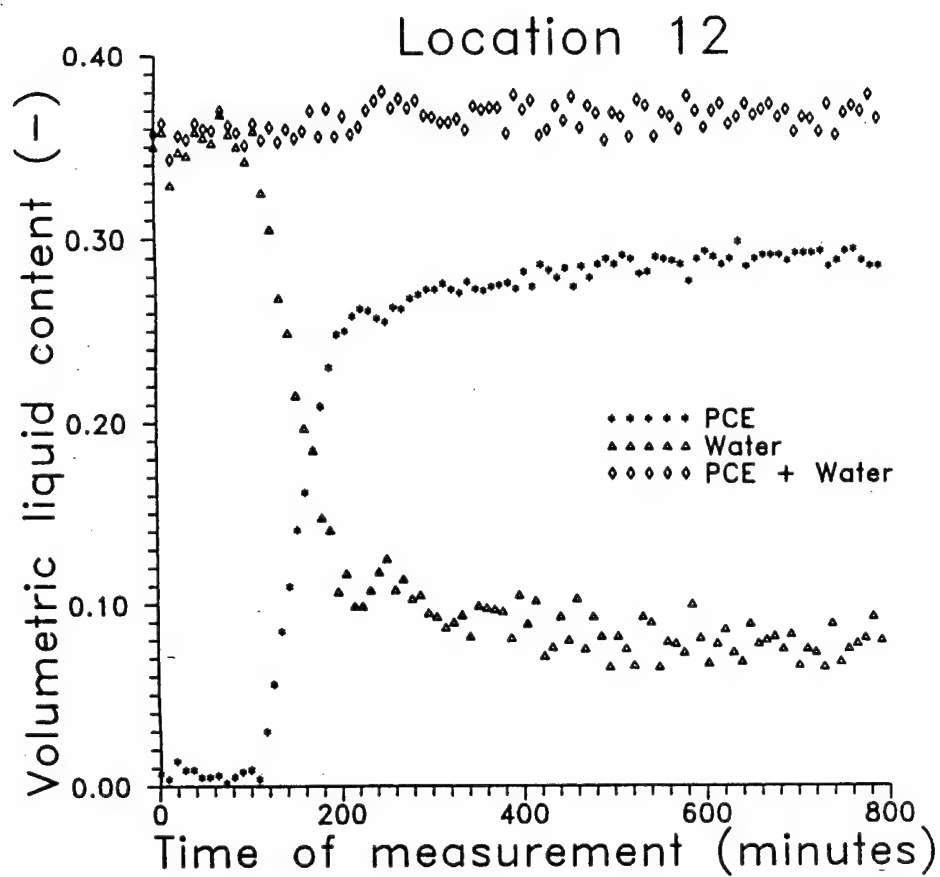 Location 12
Volumetric liquid content (-)
0.40
0.30
0.20
0.10
0.00
PCE
Water
PCE + Water
0 200 400 600 800
Time of measurement (minutes)